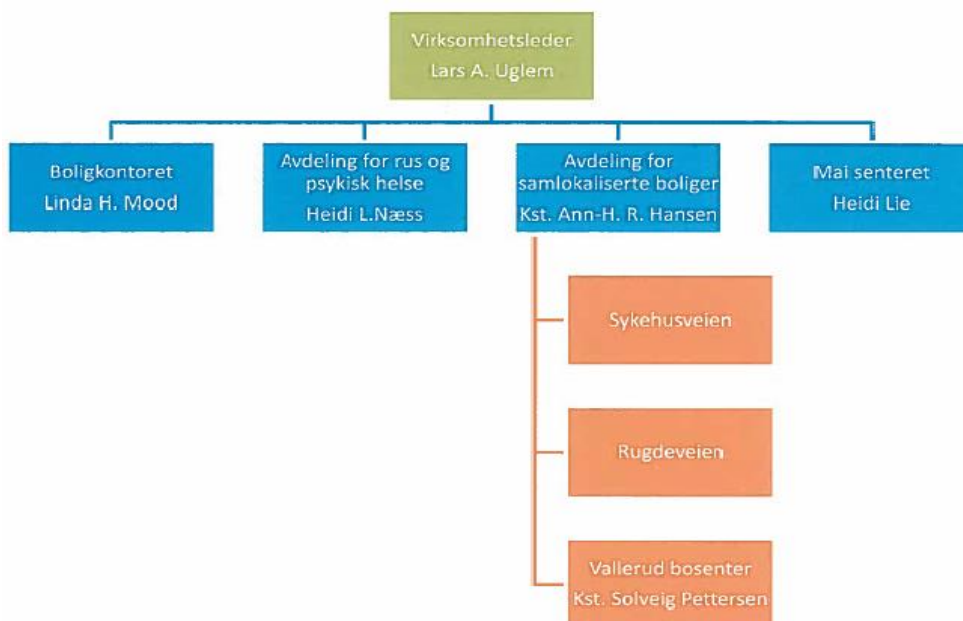 Virksomhetsleder
Lars A. Uglem
Boligkontoret
Linda H. Mood
Avdeling for rus og
psykisk helse
Heidi L.Næss
Avdeling for
samlokaliserte boliger
Kst. Ann-H. R. Hansen
Mai senteret
Heidi Lie
Sykehusveien
Rugdeveien
Vallerud bosenter
Kst. Solveig Pettersen